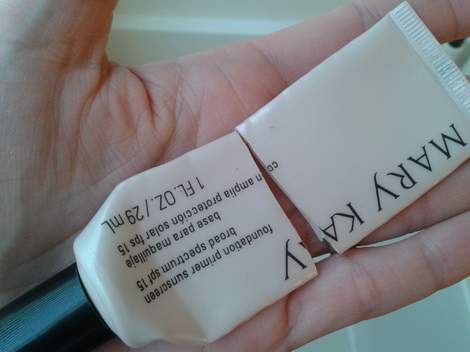 MARY KAY
foundation primer sunscreen
broad spectrum spf 15
base para maquillaje
con amplia protección solar fps 15
1 FL. OZ. / 29 mL